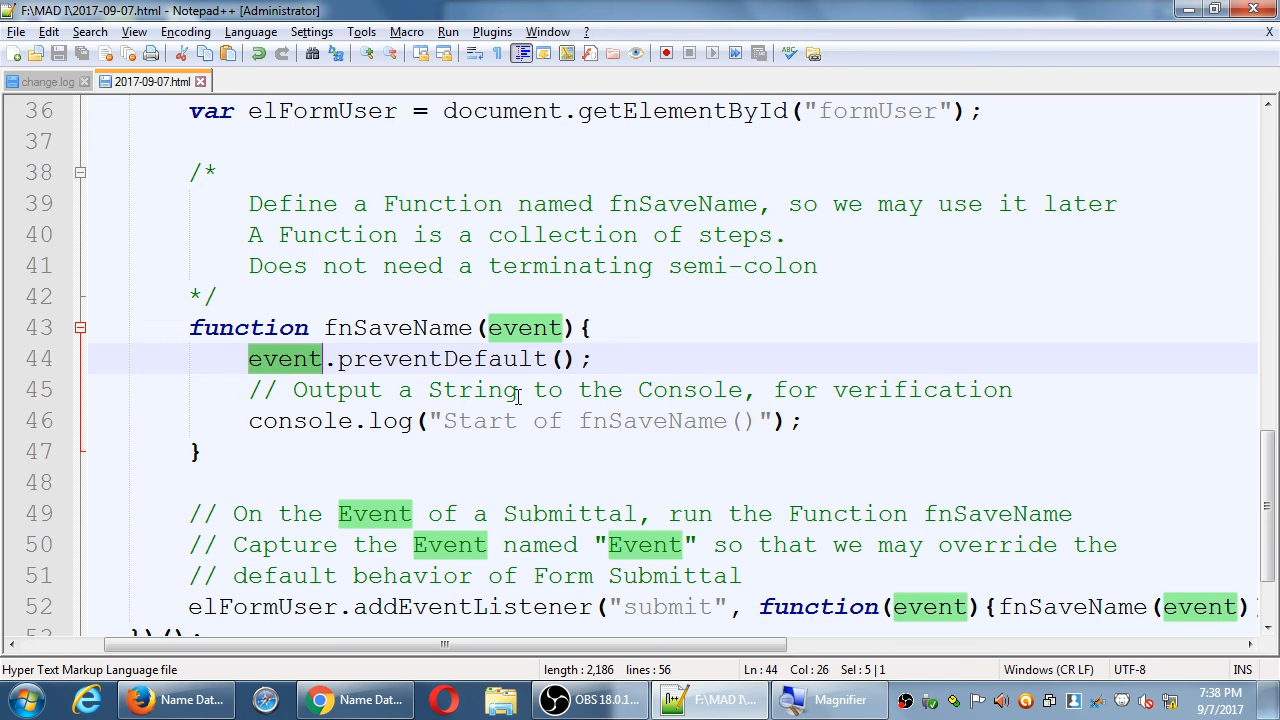 F:\MAD I\2017-09-07.html - Notepad++ [Administrator]
File Edit Search View Encoding Language Settings Tools Macro Run Plugins Window ? X
change.log 2017-09-07.html
36 var elFormUser = document.getElementById("formUser");
37
38 /*
39 Define a Function named fnSaveName, so we may use it later
40 A Function is a collection of steps.
41 Does not need a terminating semi-colon
42 */
43 function fnSaveName(event){
44 event.preventDefault();
45 // Output a String to the Console, for verification
46 console.log("Start of fnSaveName()");
47 }
48
49 // On the Event of a Submittal, run the Function fnSaveName
50 // Capture the Event named "Event" so that we may override the
51 // default behavior of Form Submittal
52 elFormUser.addEventListener("submit", function(event){fnSaveName(event)
53 })();
Hyper Text Markup Language file length : 2,186 lines : 56 Ln : 44 Col : 26 Sel : 5 | 1 Windows (CR LF) UTF-8 INS
Name Dat... Name Dat... OBS 18.0.1... F:\MAD I\... Magnifier 7:38 PM
9/7/2017